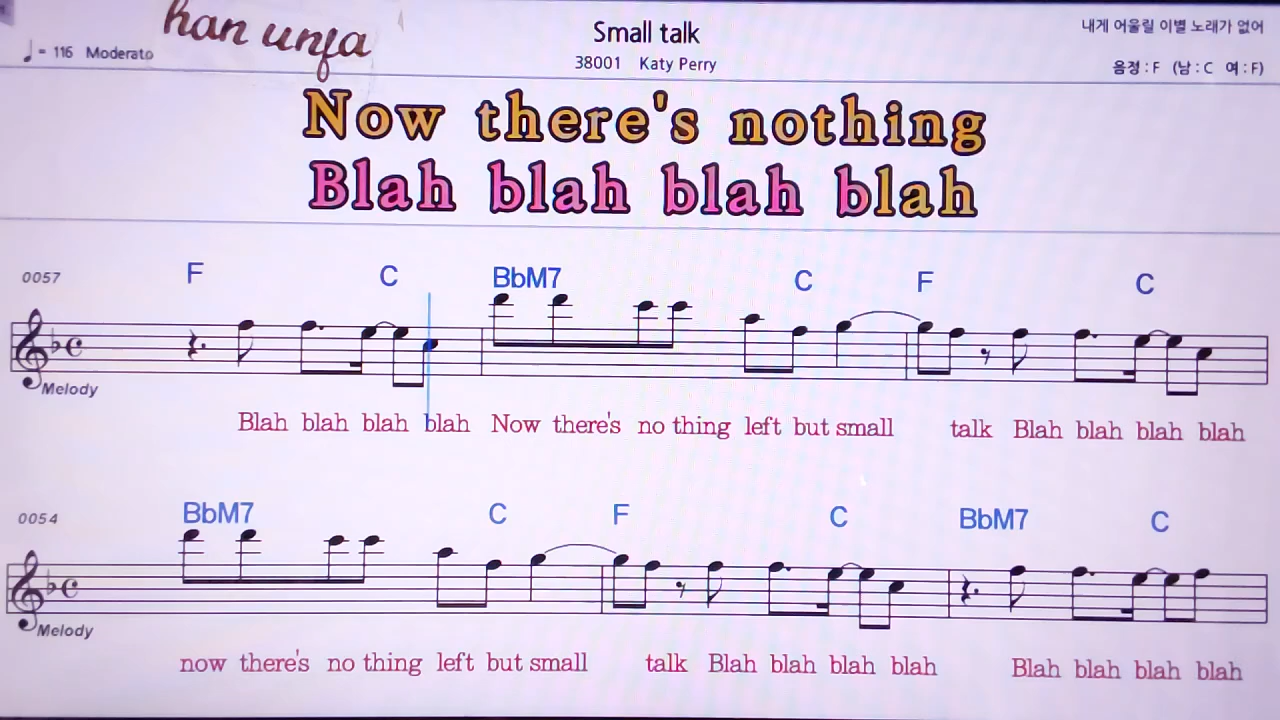 han unfa
♩= 116 Moderato
Small talk
38001 Katy Perry
내게 어울릴 이별 노래가 없어
음정 : F (남 : C 여 : F)
Now there's nothing
Blah blah blah blah
0057 F C BbM7 C F C
Melody
Blah blah blah blah Now there's no thing left but small talk Blah blah blah blah
0054 BbM7 C F C BbM7 C
Melody
now there's no thing left but small talk Blah blah blah blah Blah blah blah blah